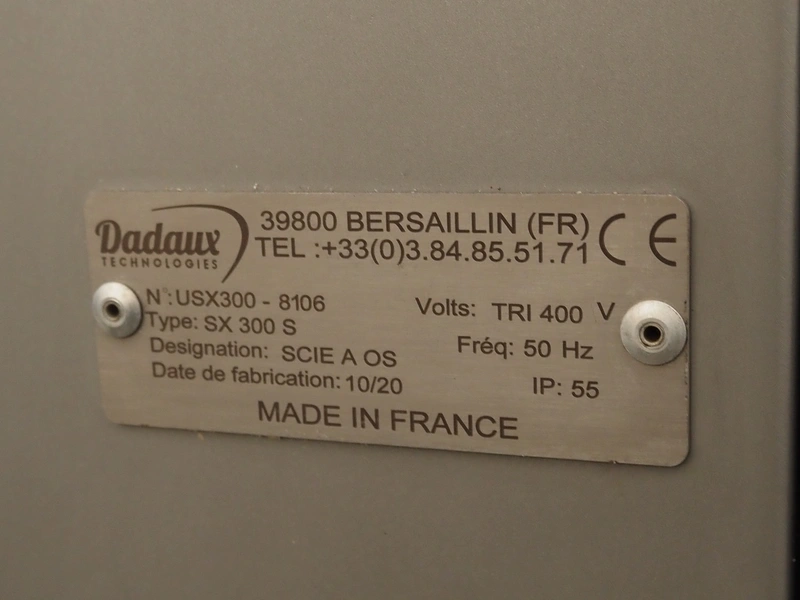 Dadaux
TECHNOLOGIES
39800 BERSAILLIN (FR)
TEL :+33(0)3.84.85.51.71
CE
N°:USX300 - 8106
Type: SX 300 S
Designation: SCIE A OS
Date de fabrication: 10/20
Volts: TRI 400 V
Fréq: 50 Hz
IP: 55
MADE IN FRANCE